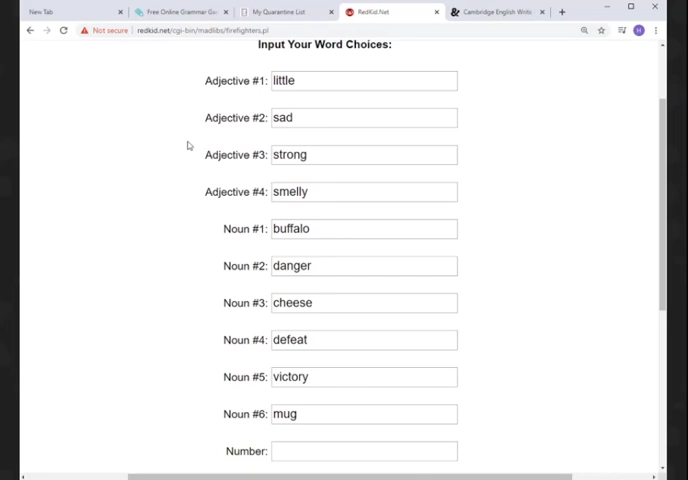 New Tab
Free Online Grammar Ga
My Quarantine List
RedKid.Net
Cambridge English Writi
Not secure
redkid.net/cgi-bin/madlibs/firefighters.pl
H
Input Your Word Choices:
Adjective #1: little
Adjective #2: sad
Adjective #3: strong
Adjective #4: smelly
Noun #1: buffalo
Noun #2: danger
Noun #3: cheese
Noun #4: defeat
Noun #5: victory
Noun #6: mug
Number: